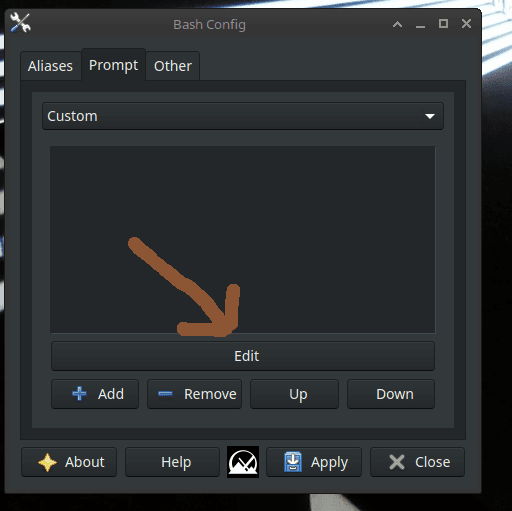 Bash Config
Aliases Prompt Other
Custom
Edit
Add Remove Up Down
About Help Apply Close